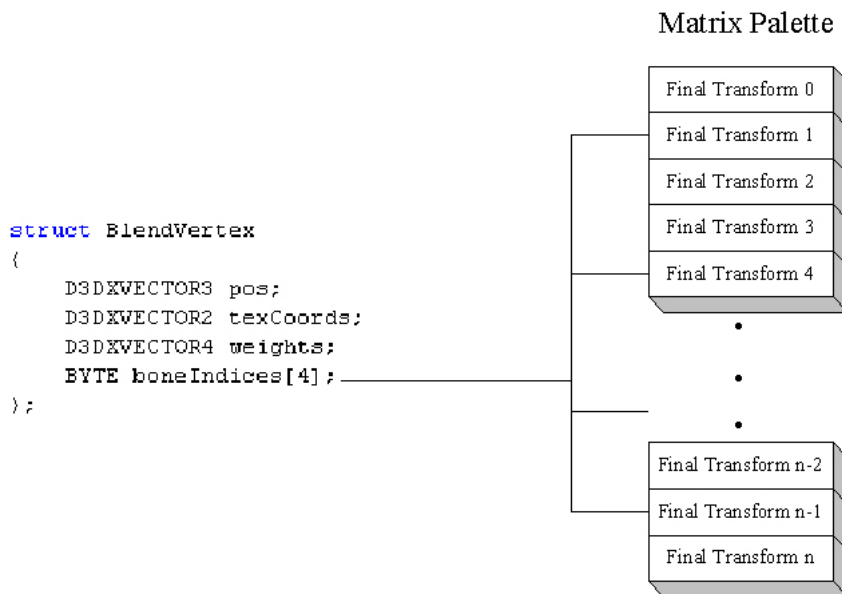 Matrix Palette
Final Transform 0
Final Transform 1
Final Transform 2
Final Transform 3
Final Transform 4
struct BlendVertex
{
D3DXVECTOR3 pos;
D3DXVECTOR2 texCoords;
D3DXVECTOR4 weights;
BYTE boneIndices[4];
};
Final Transform n-2
Final Transform n-1
Final Transform n